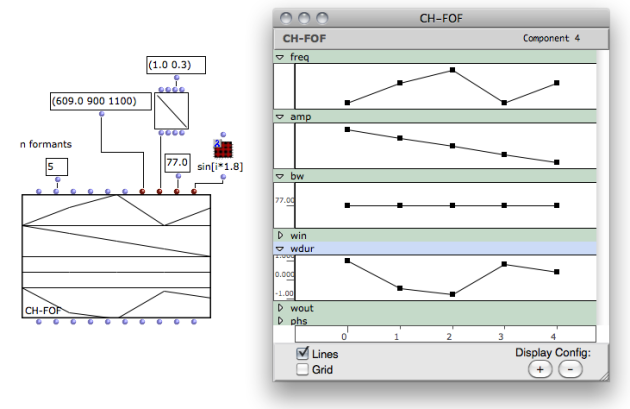 (1.0 0.3)
(609.0 900 1100)
n formants
5
77.0
sin[i*1.8]
CH-FOF
CH-FOF
CH-FOF
Component 4
freq
amp
bw
77.00
win
wdur
1.000
0.000
-1.00
wout
phs
0 1 2 3 4
Lines
Grid
Display Config:
+ -